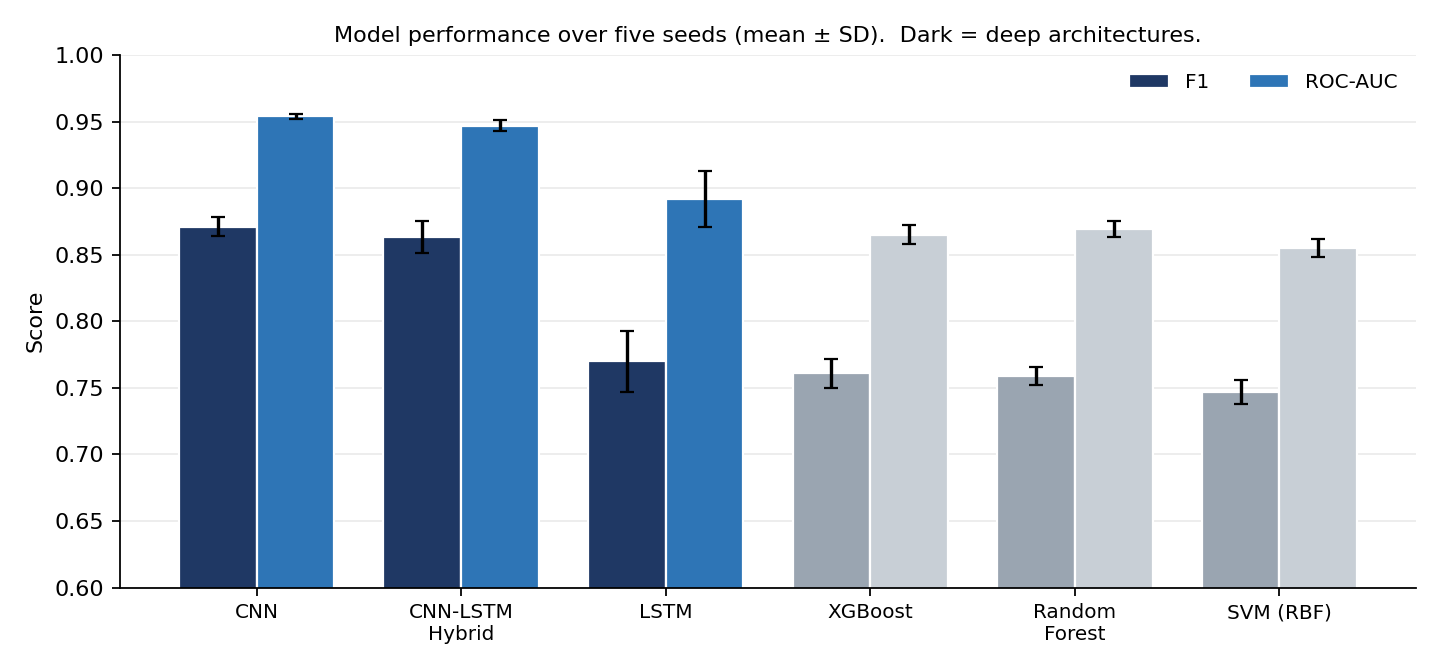 Model performance over five seeds (mean ± SD).  Dark = deep architectures.
F1 ROC-AUC
Score
1.00
0.95
0.90
0.85
0.80
0.75
0.70
0.65
0.60
CNN CNN-LSTM LSTM XGBoost Random SVM (RBF)
Hybrid Forest